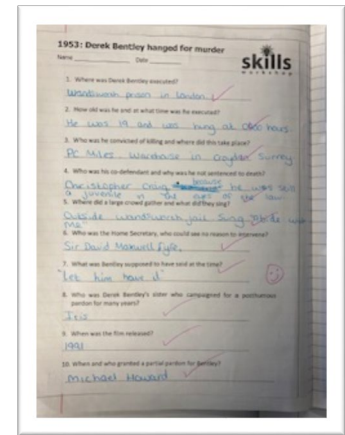 1953: Derek Bentley hanged for murder
Name Date
skills
workshop
1. Where was Derek Bentley executed?
Wandsworth prison in London
2. How old was he and at what time was he executed?
He was 19 and was hung at hours
3. Who was he convicted of killing and where did this take place?
PC Miles Warehouse in Surrey
4. Who was his co-defendant and why was he not sentenced to death?
Christopher Craig because he was still
a juvenile in the of the law
5. Where did a large crowd gather and what did they sing?
Outside wandsworth jail Sung Abide with
me"
6. Who was the Home Secretary, who could see no reason to intervene?
Sir David Maxwell fyfe.
7. What was Bentley supposed to have said at the time?
"Let him have it"
8. Who was Derek Bentley's sister who campaigned for a posthumous
pardon for many years?
Iris
9. When was the film released?
1991
10. When and who granted a partial pardon for Bentley?
Michael Howard